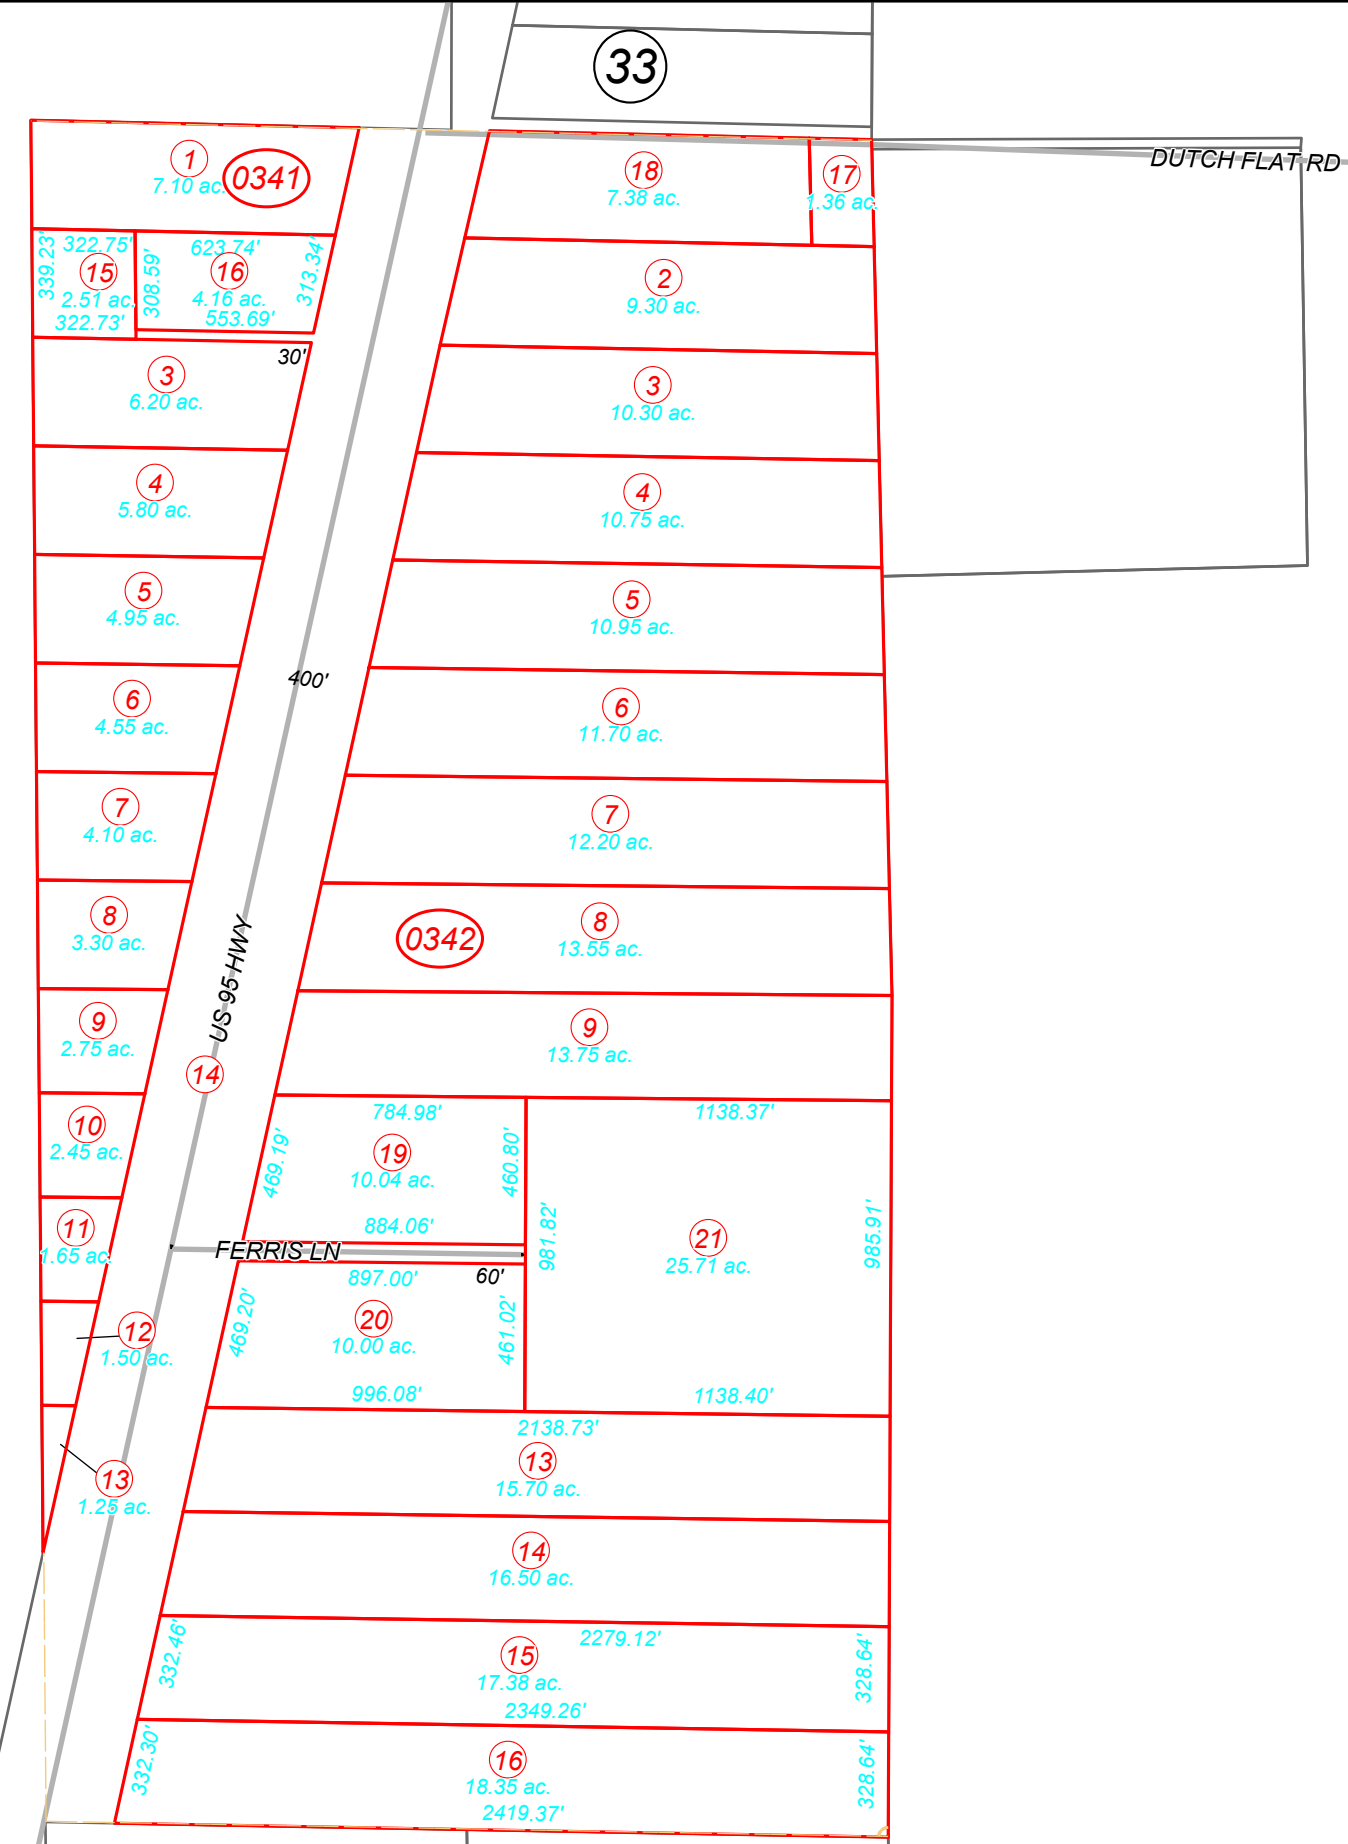 33
DUTCH FLAT RD
1
7.10 ac.
0341
18
7.38 ac.
17
1.36 ac.
339.23'
322.75'
15
2.51 ac.
322.73'
308.59'
623.74'
16
4.16 ac.
553.69'
313.34'
2
9.30 ac.
30'
3
6.20 ac.
3
10.30 ac.
4
5.80 ac.
4
10.75 ac.
5
4.95 ac.
5
10.95 ac.
400'
6
4.55 ac.
6
11.70 ac.
7
4.10 ac.
7
12.20 ac.
8
3.30 ac.
0342
8
13.55 ac.
US 95 HWY
9
2.75 ac.
9
13.75 ac.
14
10
2.45 ac.
784.98'
469.19'
19
10.04 ac.
460.80'
884.06'
1138.37'
981.82'
21
25.71 ac.
985.91'
1138.40'
11
1.65 ac.
FERRIS LN
60'
897.00'
469.20'
20
10.00 ac.
461.02'
996.08'
12
1.50 ac.
2138.73'
13
15.70 ac.
13
1.25 ac.
14
16.50 ac.
332.46'
2279.12'
15
17.38 ac.
2349.26'
328.64'
332.30'
16
18.35 ac.
2419.37'
328.64'